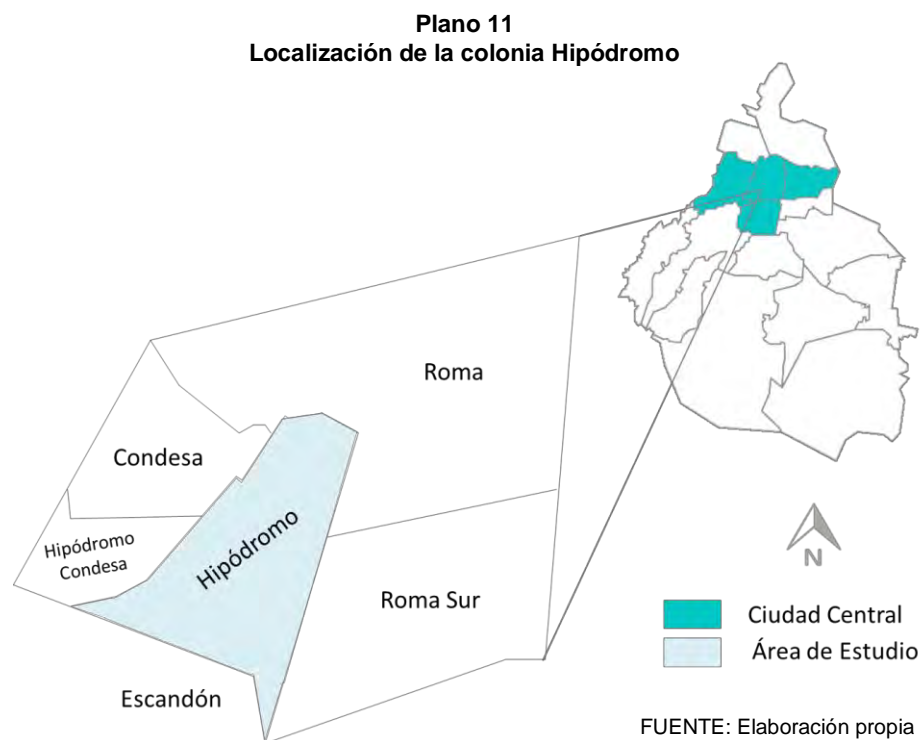 Plano 11
Localización de la colonia Hipódromo
Roma
Condesa
Hipódromo
Condesa
Hipódromo
Roma Sur
Escandón
N
Ciudad Central
Área de Estudio
FUENTE: Elaboración propia